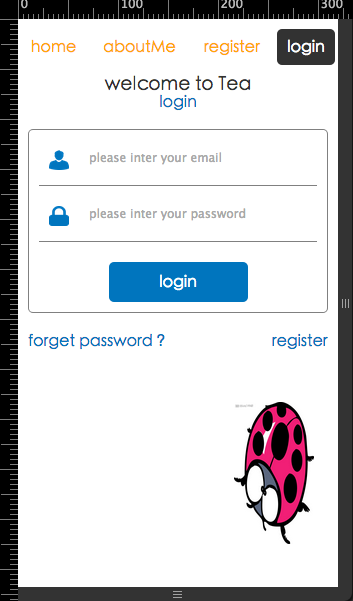 0 100 200 300
home aboutMe register login
welcome to Tea
login
please inter your email
please inter your password
login
forget password ? register